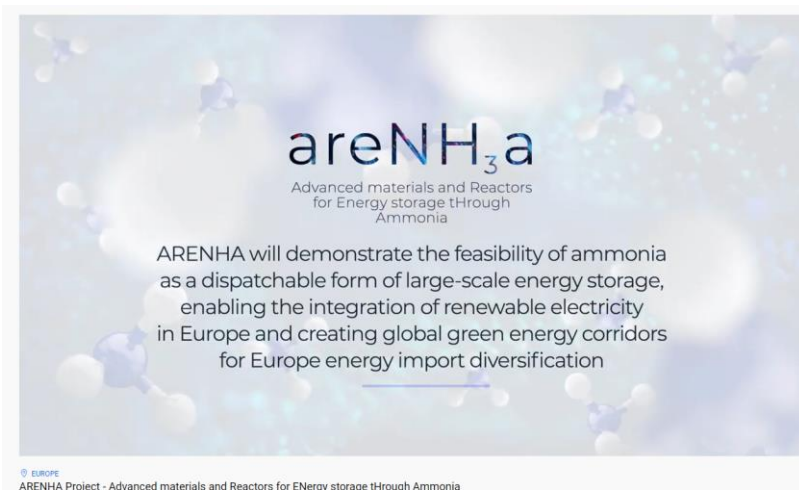 areNH₃a
Advanced materials and Reactors
for Energy storage tHrough
Ammonia
ARENHA will demonstrate the feasibility of ammonia
as a dispatchable form of large-scale energy storage,
enabling the integration of renewable electricity
in Europe and creating global green energy corridors
for Europe energy import diversification
EUROPE
ARENHA Project - Advanced materials and Reactors for ENergy storage tHrough Ammonia